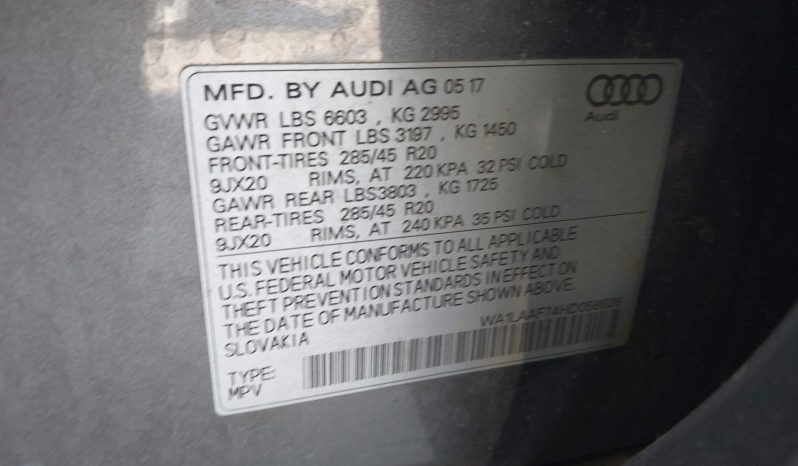 MFD. BY AUDI AG 05 17
Audi
GVWR LBS 6603 , KG 2995
GAWR FRONT LBS 3197 , KG 1450
FRONT-TIRES 285/45 R20
9JX20 RIMS, AT 220 KPA 32 PSI COLD
GAWR REAR LBS3803 , KG 1725
REAR-TIRES 285/45 R20
9JX20 RIMS, AT 240 KPA 35 PSI COLD
THIS VEHICLE CONFORMS TO ALL APPLICABLE
U.S. FEDERAL MOTOR VEHICLE SAFETY AND
THEFT PREVENTION STANDARDS IN EFFECT ON
THE DATE OF MANUFACTURE SHOWN ABOVE.
SLOVAKIA
TYPE:
MPV